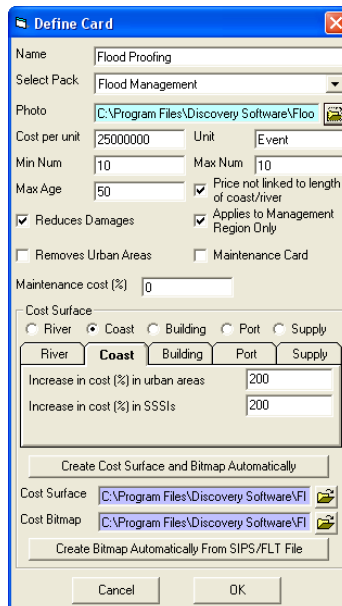 Define Card
Name Flood Proofing
Select Pack Flood Management
Photo C:\Program Files\Discovery Software\Floo
Cost per unit 25000000 Unit Event
Min Num 10 Max Num 10
Max Age 50 Price not linked to length
of coast/river
Reduces Damages Applies to Management
Region Only
Removes Urban Areas Maintenance Card
Maintenance cost (%) 0
Cost Surface
River Coast Building Port Supply
River Coast Building Port Supply
Increase in cost (%) in urban areas 200
Increase in cost (%) in SSSIs 200
Create Cost Surface and Bitmap Automatically
Cost Surface C:\Program Files\Discovery Software\Fl
Cost Bitmap C:\Program Files\Discovery Software\Fl
Create Bitmap Automatically From SIPS/FLT File
Cancel OK